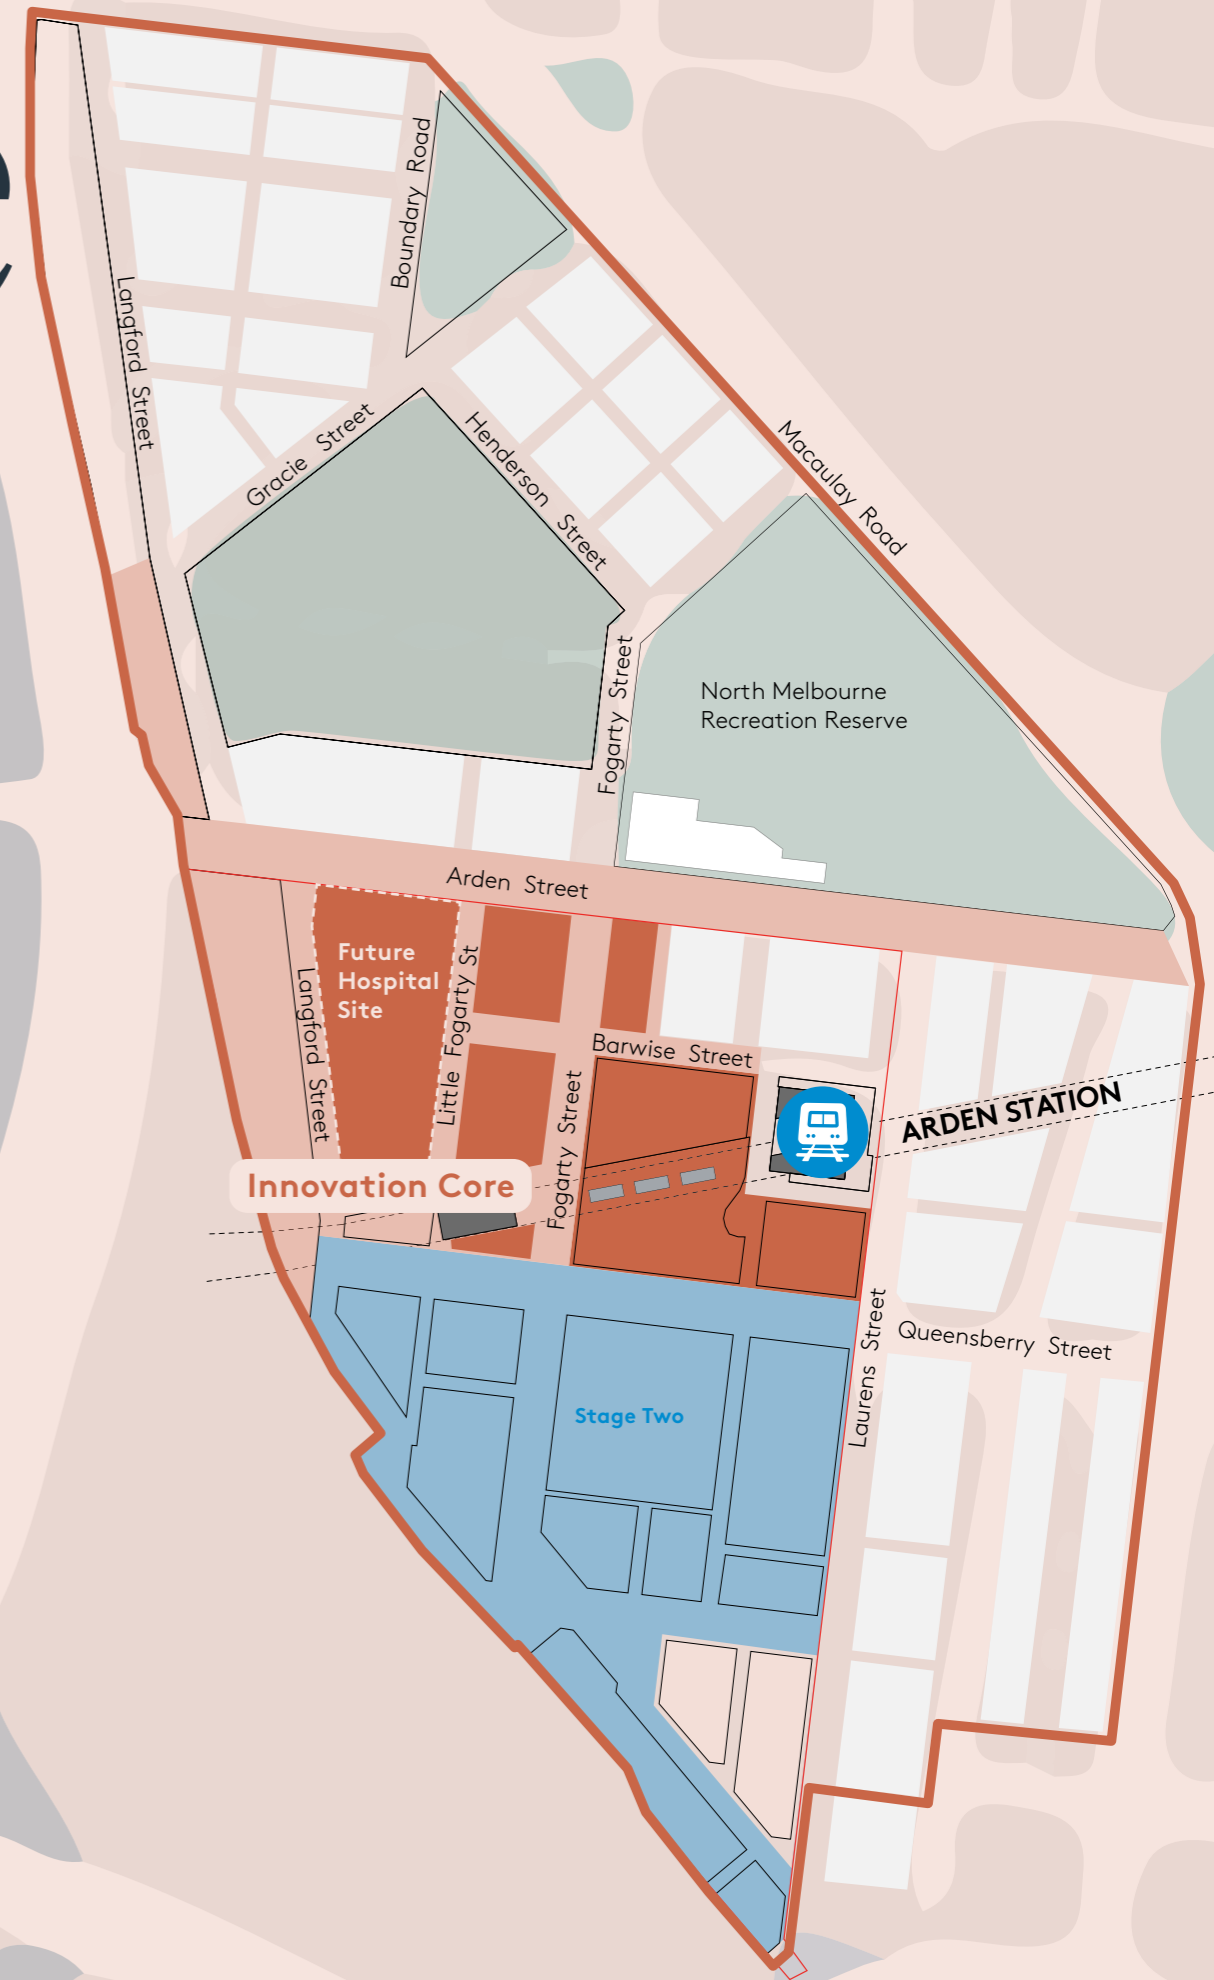 Boundary Road
Langford Street
Gracie Street
Henderson Street
Macaulay Road
Fogarty Street
North Melbourne
Recreation Reserve
Arden Street
Future
Hospital
Site
Langford Street
Little Fogarty St
Barwise Street
Fogarty Street
ARDEN STATION
Innovation Core
Laurens Street
Queensberry Street
Stage Two